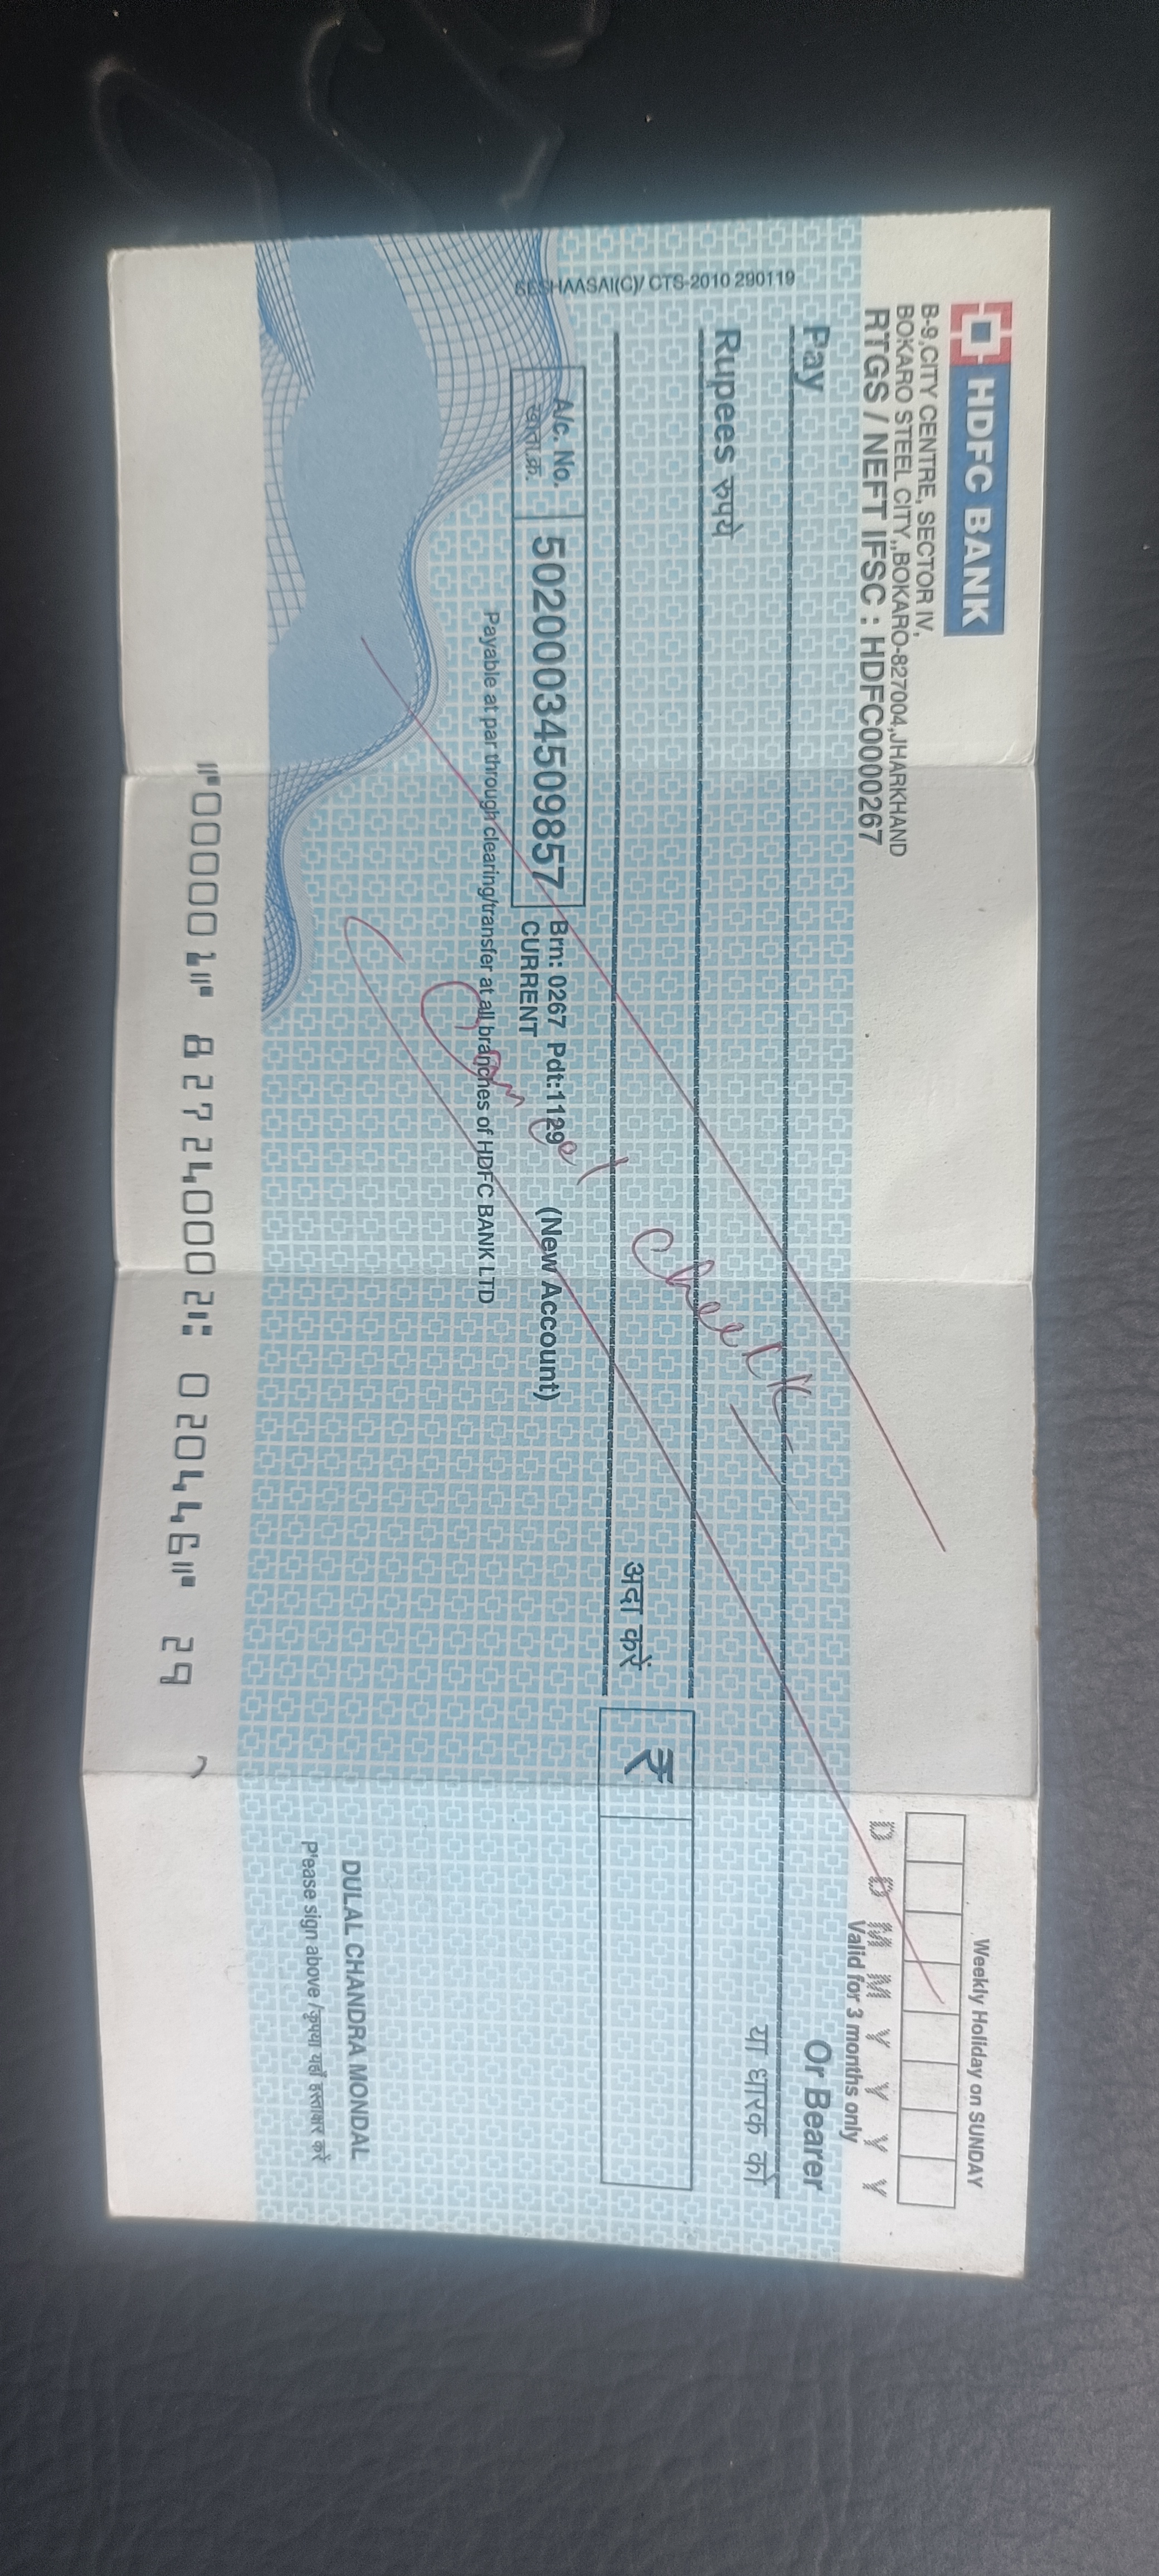 HDFC BANK
B-9,CITY CENTRE, SECTOR IV,
BOKARO STEEL CITY,,BOKARO-827004,JHARKHAND
RTGS / NEFT IFSC : HDFC0000267
Weekly Holiday on SUNDAY
D D M M Y Y Y Y
Valid for 3 months only
Pay
Or Bearer
या धारक को
Rupees रुपये
अदा करें
₹
Cancel Cheek
A/c. No.
खाता.क्र.
50200034509857
Brn: 0267 Pdt:1129 (New Account)
CURRENT
Payable at par through clearing/transfer at all branches of HDFC BANK LTD
DULAL CHANDRA MONDAL
Please sign above /कृपया यहाँ हस्ताक्षर करें
SESHAASAI(C)/ CTS-2010 290119
⑈000001⑈ 827240002⑆ 020446⑈ 29